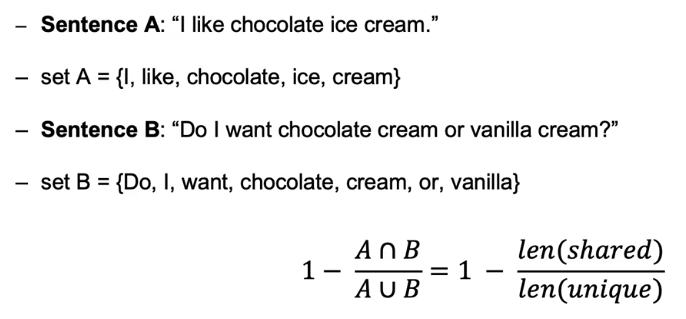 – Sentence A: “I like chocolate ice cream.”
– set A = {I, like, chocolate, ice, cream}
– Sentence B: “Do I want chocolate cream or vanilla cream?”
– set B = {Do, I, want, chocolate, cream, or, vanilla}
1 − A ∩ B / A ∪ B = 1 − len(shared) / len(unique)